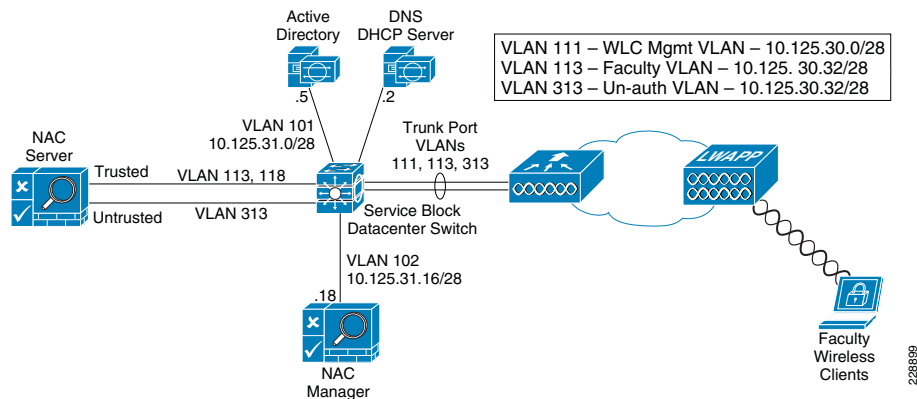 Active
Directory
DNS
DHCP Server
VLAN 111 – WLC Mgmt VLAN – 10.125.30.0/28
VLAN 113 – Faculty VLAN – 10.125. 30.32/28
VLAN 313 – Un-auth VLAN – 10.125.30.32/28
.5
.2
VLAN 101
10.125.31.0/28
Trunk Port
VLANs
111, 113, 313
NAC
Server
Trusted
VLAN 113, 118
LWAPP
Untrusted
VLAN 313
Service Block
Datacenter Switch
VLAN 102
10.125.31.16/28
.18
NAC
Manager
Faculty
Wireless
Clients
228899